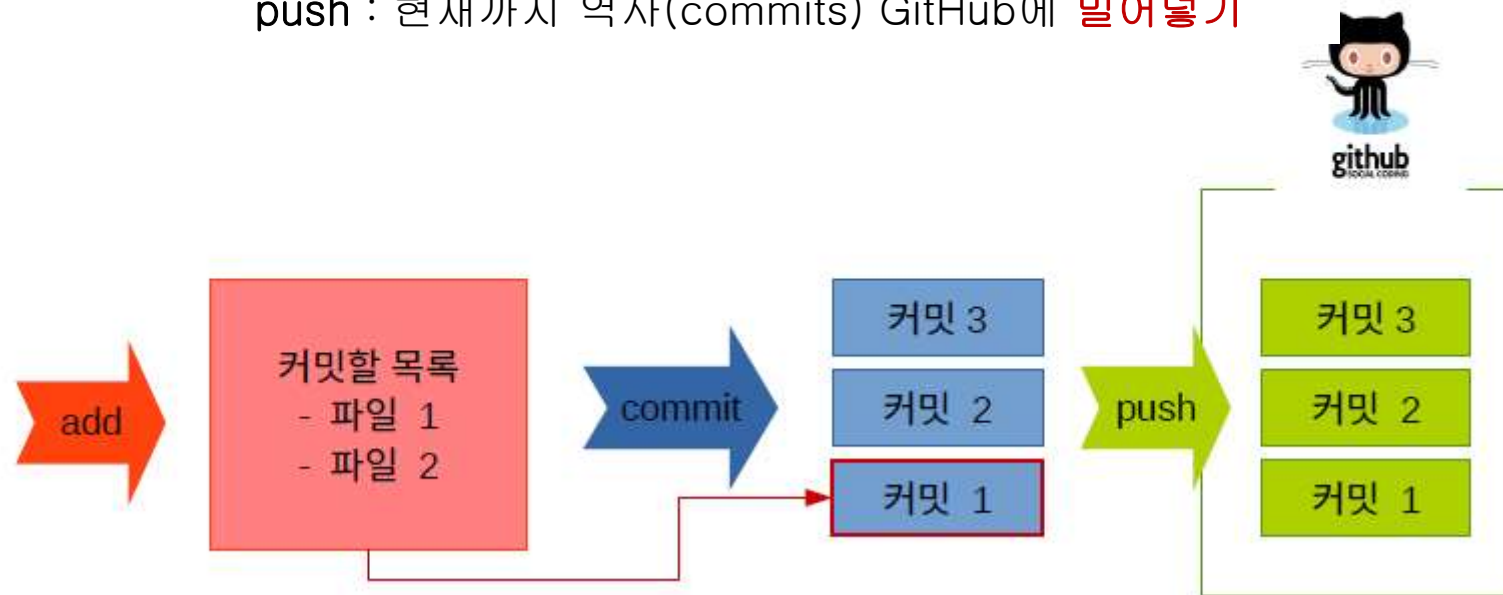 push : 현재까지 역사(commits) GitHub에 밀어넣기
github
SOCIAL CODING
add
커밋할 목록
- 파일 1
- 파일 2
commit
커밋 3
커밋 2
커밋 1
push
커밋 3
커밋 2
커밋 1